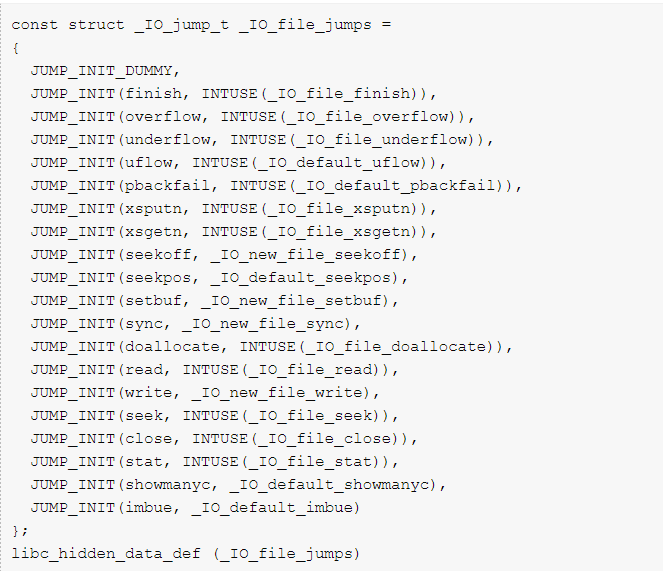 const struct _IO_jump_t _IO_file_jumps =
{
  JUMP_INIT_DUMMY,
  JUMP_INIT(finish, INTUSE(_IO_file_finish)),
  JUMP_INIT(overflow, INTUSE(_IO_file_overflow)),
  JUMP_INIT(underflow, INTUSE(_IO_file_underflow)),
  JUMP_INIT(uflow, INTUSE(_IO_default_uflow)),
  JUMP_INIT(pbackfail, INTUSE(_IO_default_pbackfail)),
  JUMP_INIT(xsputn, INTUSE(_IO_file_xsputn)),
  JUMP_INIT(xsgetn, INTUSE(_IO_file_xsgetn)),
  JUMP_INIT(seekoff, _IO_new_file_seekoff),
  JUMP_INIT(seekpos, _IO_default_seekpos),
  JUMP_INIT(setbuf, _IO_new_file_setbuf),
  JUMP_INIT(sync, _IO_new_file_sync),
  JUMP_INIT(doallocate, INTUSE(_IO_file_doallocate)),
  JUMP_INIT(read, INTUSE(_IO_file_read)),
  JUMP_INIT(write, _IO_new_file_write),
  JUMP_INIT(seek, INTUSE(_IO_file_seek)),
  JUMP_INIT(close, INTUSE(_IO_file_close)),
  JUMP_INIT(stat, INTUSE(_IO_file_stat)),
  JUMP_INIT(showmanyc, _IO_default_showmanyc),
  JUMP_INIT(imbue, _IO_default_imbue)
};
libc_hidden_data_def (_IO_file_jumps)